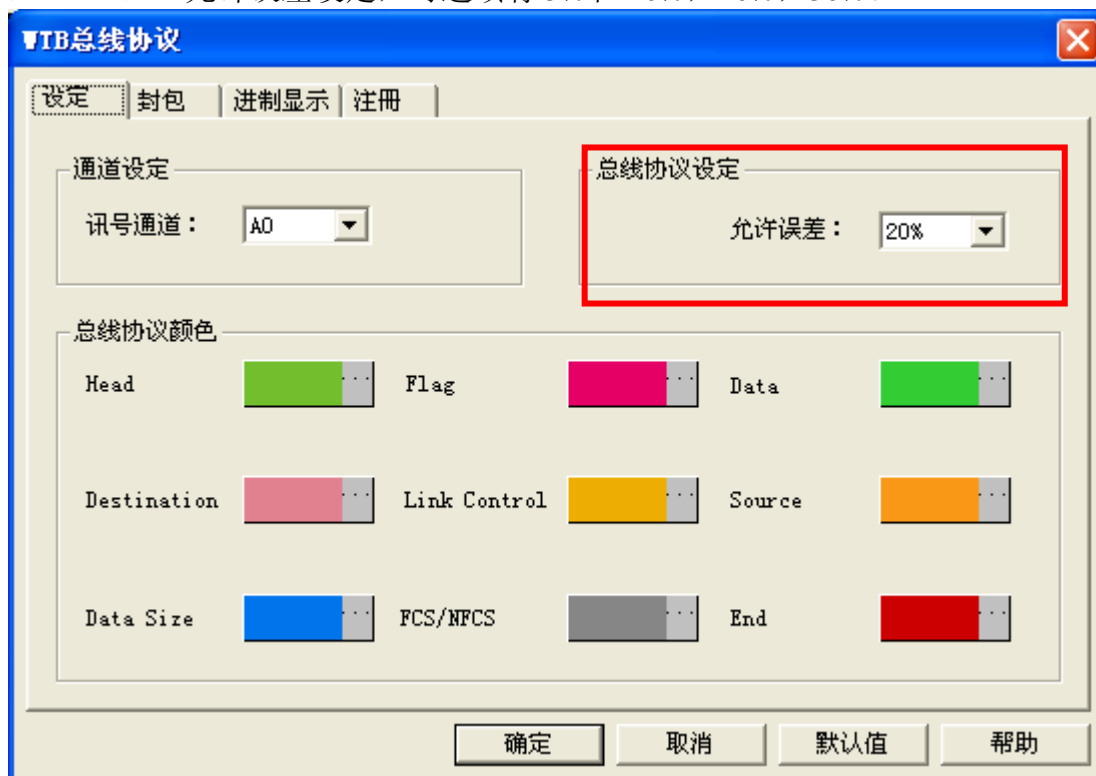 WTB总线协议
设定 封包 进制显示 注册
通道设定
讯号通道： A0
总线协议设定
允许误差： 20%
总线协议颜色
Head ... Flag ... Data ...
Destination ... Link Control ... Source ...
Data Size ... FCS/NFCS ... End ...
确定 取消 默认值 帮助